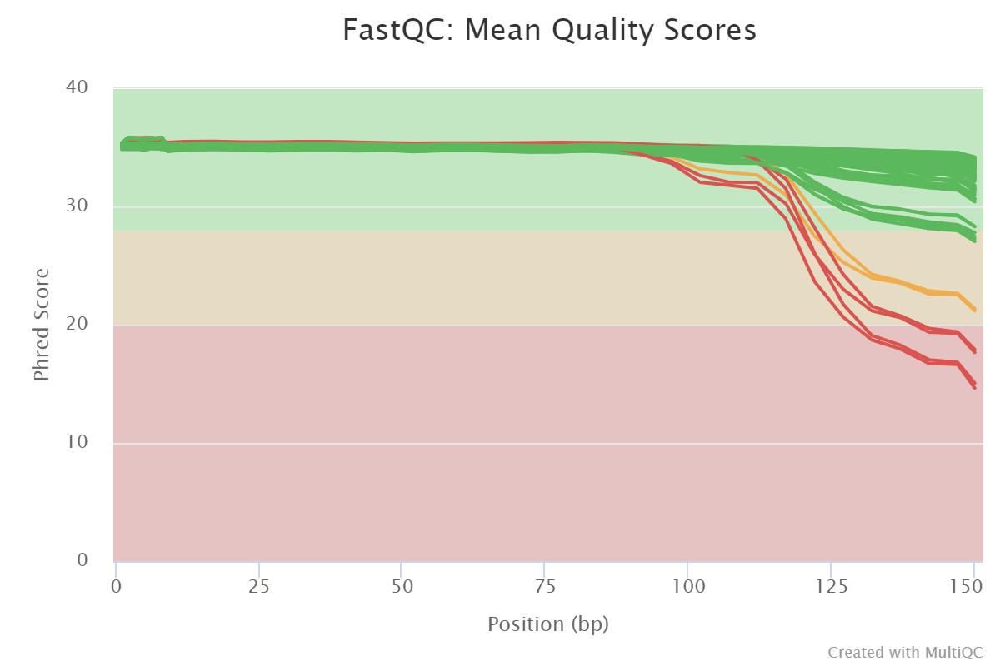 FastQC: Mean Quality Scores
40
30
20
10
0
Phred Score
0 25 50 75 100 125 150
Position (bp)
Created with MultiQC